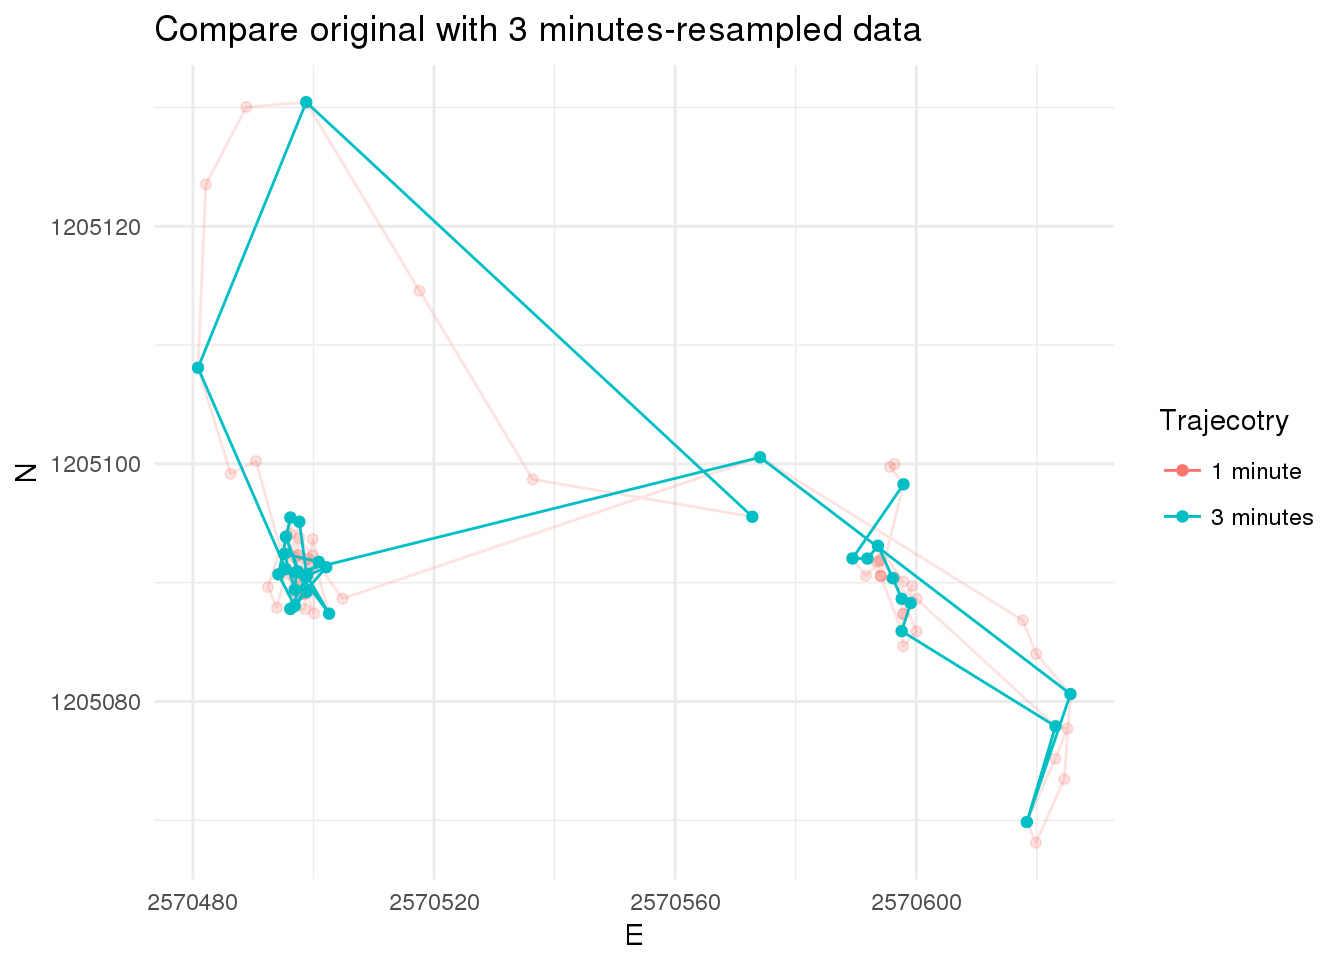 Compare original with 3 minutes-resampled data
1205120
1205100
1205080
N
2570480
2570520
2570560
2570600
E
Trajecotry
1 minute
3 minutes